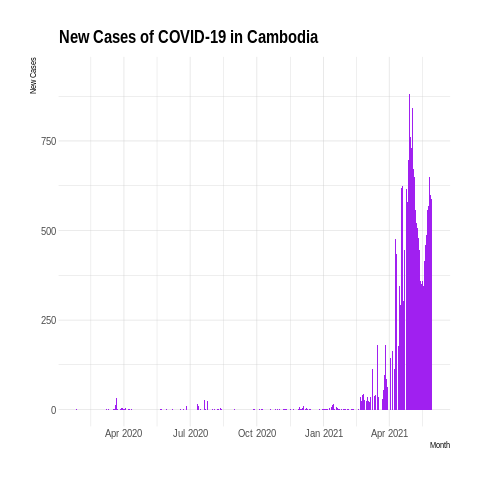 New Cases of COVID-19 in Cambodia
New Cases
750
500
250
0
Apr 2020 Jul 2020 Oct 2020 Jan 2021 Apr 2021
Month